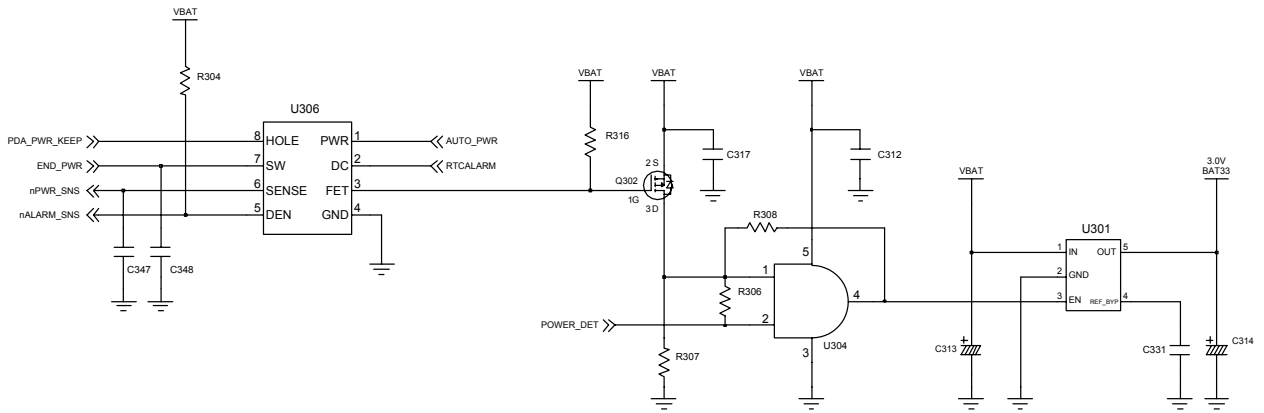 VBAT
R304
U306
PDA_PWR_KEEP
8 HOLE PWR 1
AUTO_PWR
END_PWR
7 SW DC 2
RTCALARM
nPWR_SNS
6 SENSE FET 3
nALARM_SNS
5 DEN GND 4
C347
C348
VBAT
R316
VBAT
C317
2 S
Q302
1G
3 D
VBAT
C312
R308
5
1
R306
4
POWER_DET
2
U304
3
R307
VBAT
3.0V
BAT33
U301
1 IN OUT 5
2 GND
3 EN REF_BYP 4
+
C313
C331
+
C314